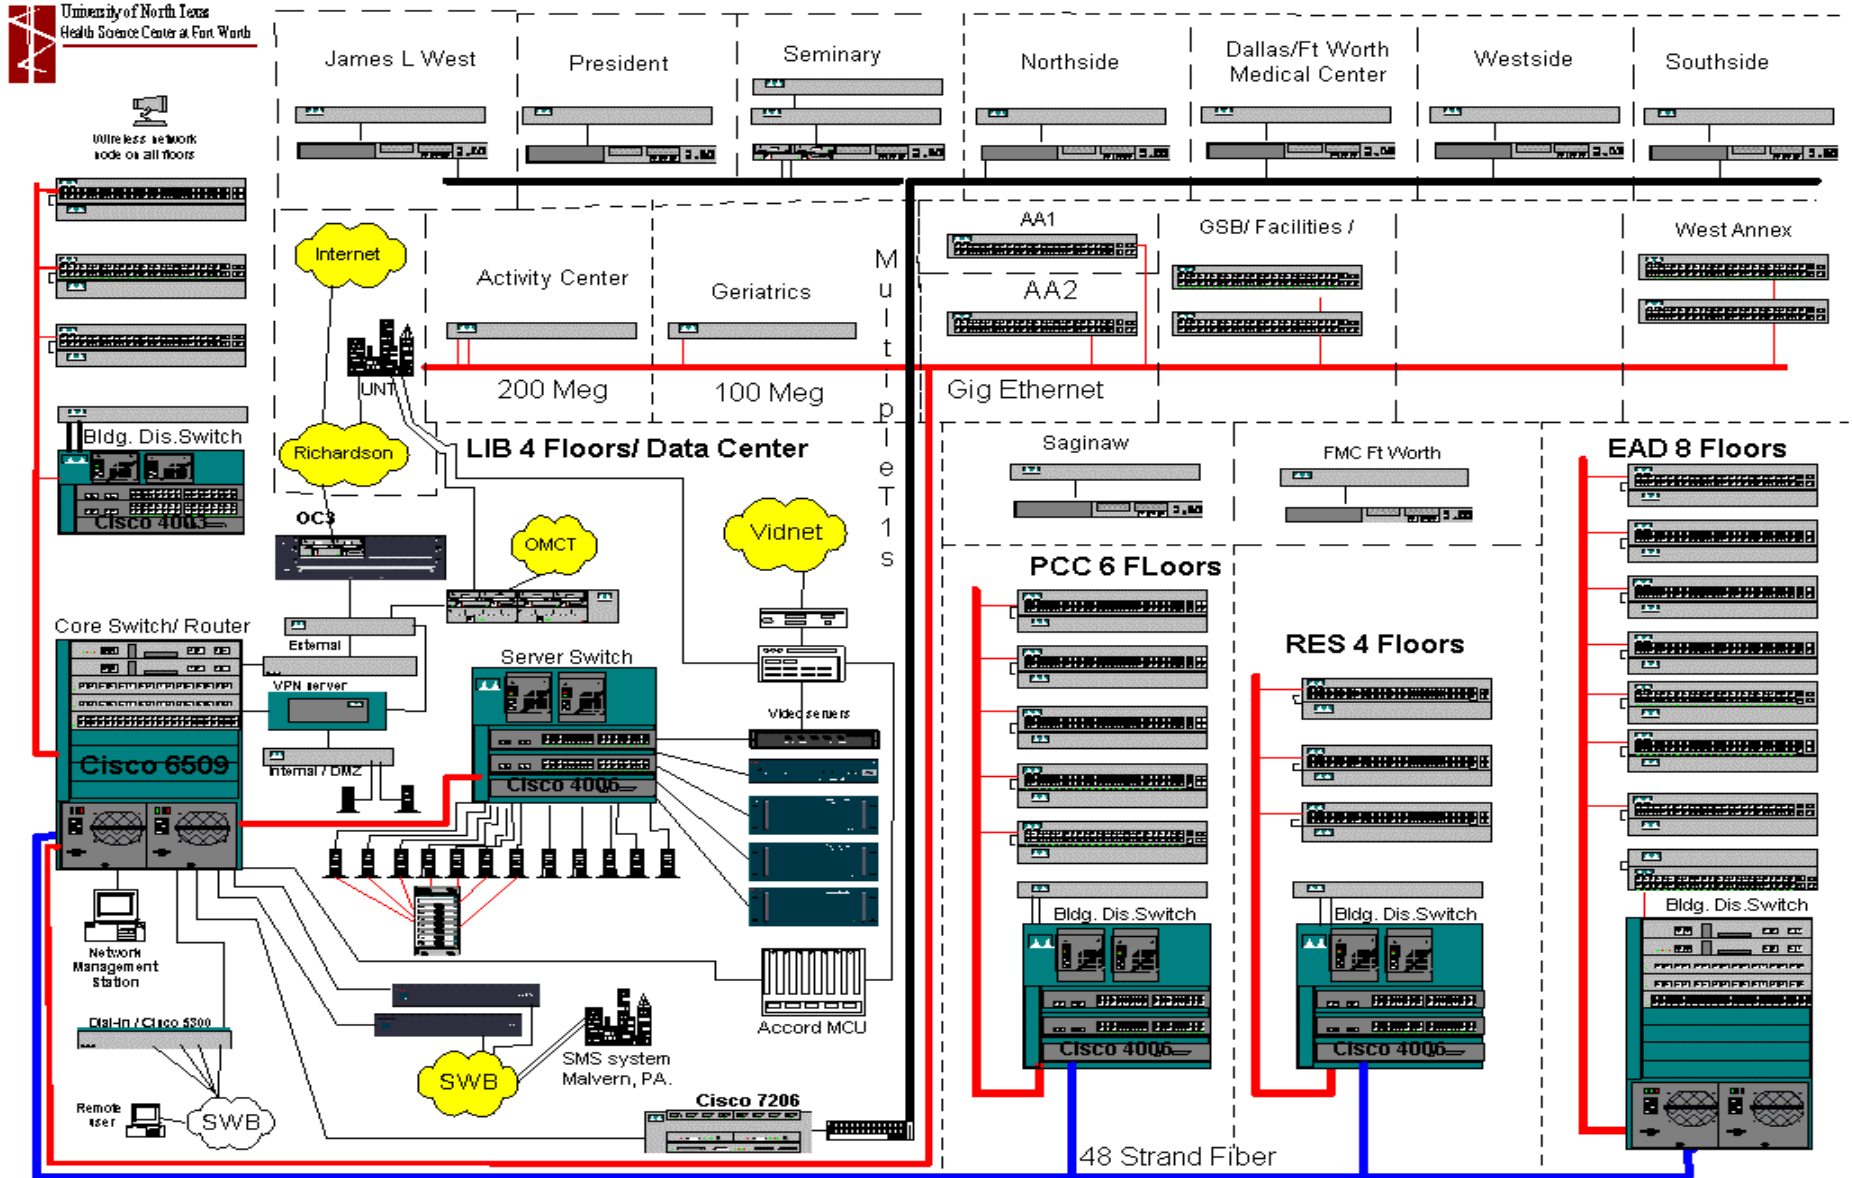 University of North Texas
Health Science Center at Fort Worth
James L West
President
Seminary
Northside
Dallas/Ft Worth
Medical Center
Westside
Southside
Wireless network
node on all floors
Internet
Activity Center
Geriatrics
Multiple T1s
AA1
AA2
GSB/ Facilities /
West Annex
UNT
200 Meg
100 Meg
Gig Ethernet
Bldg. Dis.Switch
Cisco 4003
Richardson
LIB 4 Floors/ Data Center
Saginaw
FMC Ft Worth
EAD 8 Floors
OC3
OMCT
Vidnet
PCC 6 FLoors
RES 4 Floors
Core Switch/ Router
External
Server Switch
VPN server
Video servers
Cisco 6509
Internal / DMZ
Cisco 4006
Bldg. Dis.Switch
Bldg. Dis.Switch
Bldg. Dis.Switch
Network
Management
Station
Dial-in / Cisco 5300
Accord MCU
SMS system
Malvern, PA.
SWB
Cisco 4006
Cisco 4006
Remote
user
SWB
Cisco 7206
48 Strand Fiber